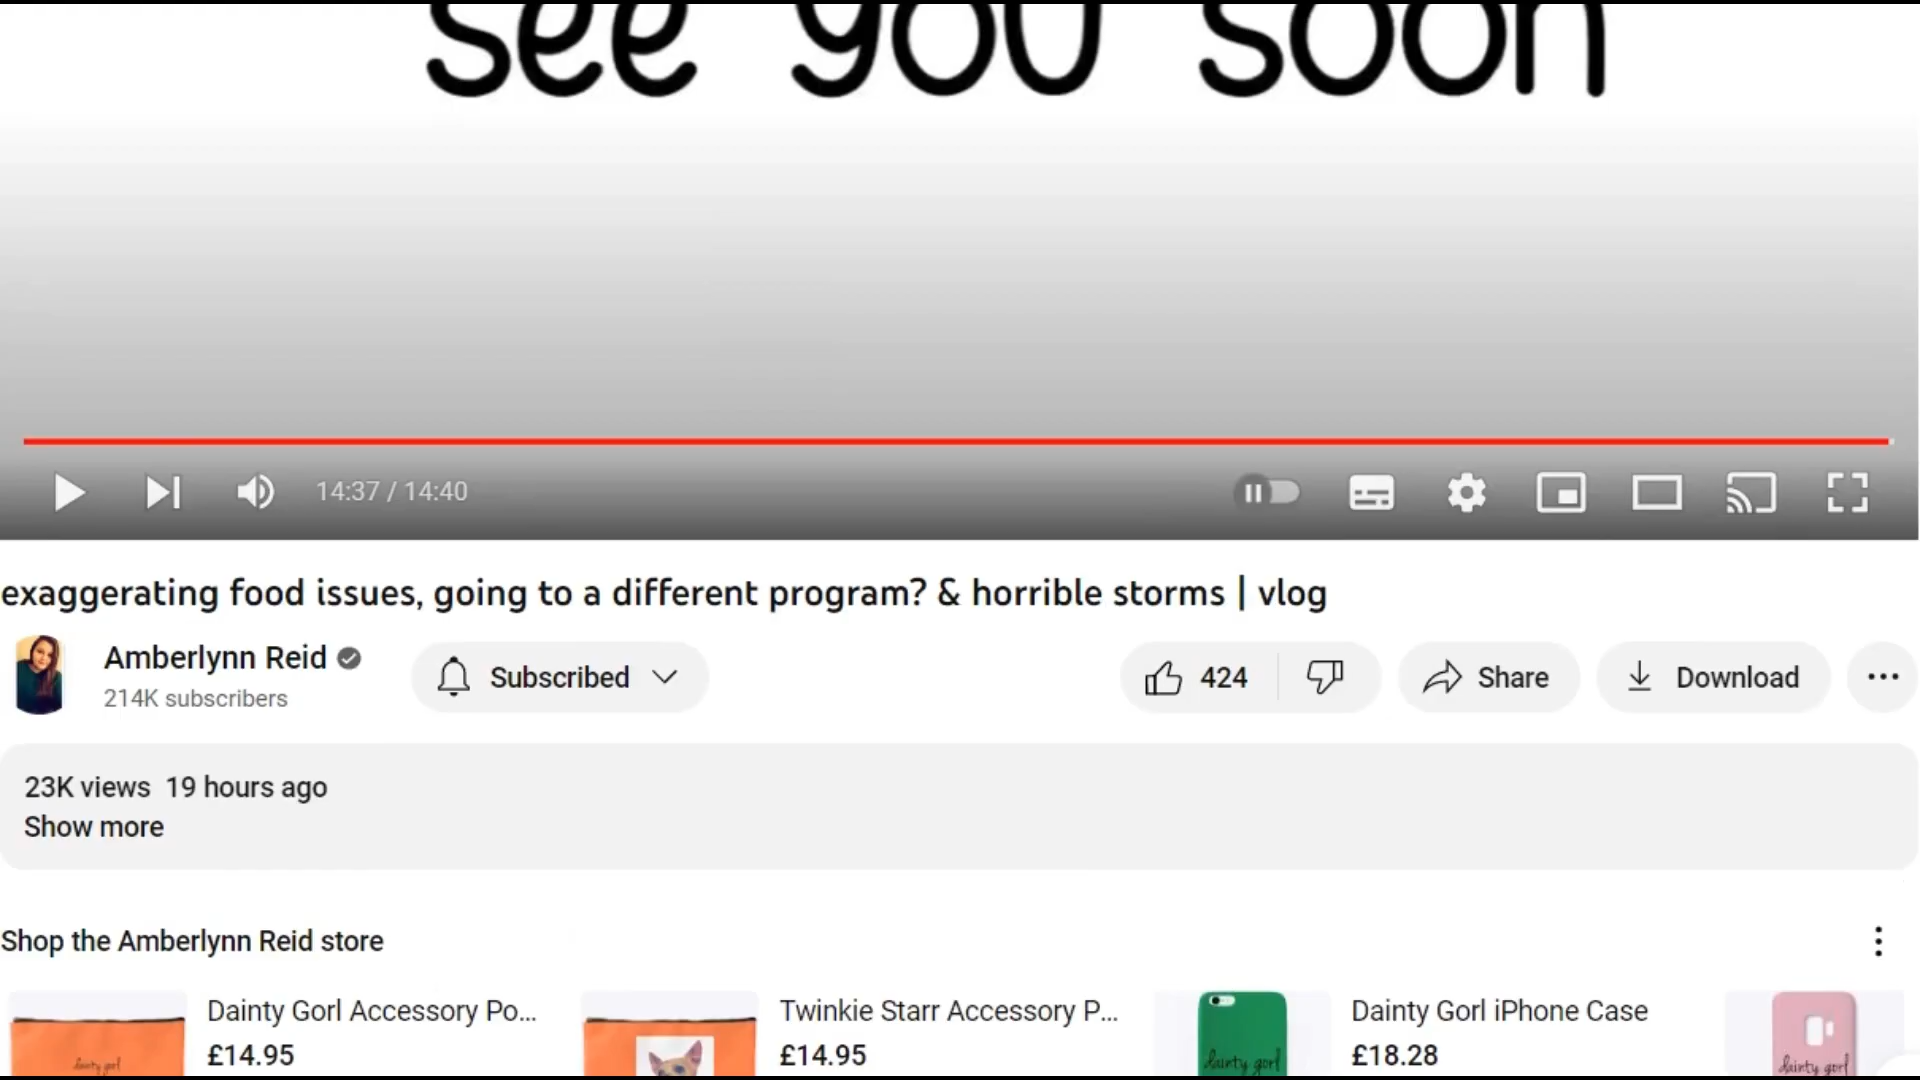 see you soon
14:37 / 14:40
exaggerating food issues, going to a different program? & horrible storms | vlog
Amberlynn Reid
214K subscribers
Subscribed
424
Share
Download
23K views 19 hours ago
Show more
Shop the Amberlynn Reid store
Dainty Gorl Accessory Po...
£14.95
Twinkie Starr Accessory P...
£14.95
Dainty Gorl iPhone Case
£18.28
dainty gorl
dainty gorl
dainty gorl